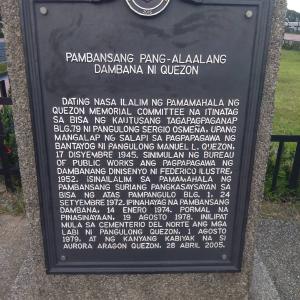 PAMBANSANG PANG-ALAALANG
DAMBANA NI QUEZON
DATING NASA ILALIM NG PAMAMAHALA NG
QUEZON MEMORIAL COMMITTEE NA ITINATAG
SA BISA NG KAUTUSANG TAGAPAGPAGANAP
BLG.79 NI PANGULONG SERGIO OSMEÑA, UPANG
MANGALAP NG SALAPI SA PAGPAPAGAWA NG
BANTAYOG NI PANGULONG MANUEL L. QUEZON,
17 DISYEMBRE 1945. SINIMULAN NG BUREAU
OF PUBLIC WORKS ANG PAGPAPAGAWA NG
DAMBANANG DINISENYO NI FEDERICO ILUSTRE,
1952. ISINAILALIM SA PAMAMAHALA NG
PAMBANSANG SURIANG PANGKASAYSAYAN SA
BISA NG ATAS PAMPANGULO BLG. 1, 24
SETYEMBRE 1972. IPINAHAYAG NA PAMBANSANG
DAMBANA, 14 ENERO 1974. PORMAL NA
PINASINAYAAN, 19 AGOSTO 1978. INILIPAT
MULA SA CEMENTERIO DEL NORTE ANG MGA
LABI NI PANGULONG QUEZON, 1 AGOSTO
1979, AT NG KANYANG KABIYAK NA SI
AURORA ARAGON QUEZON, 28 ABRIL 2005.